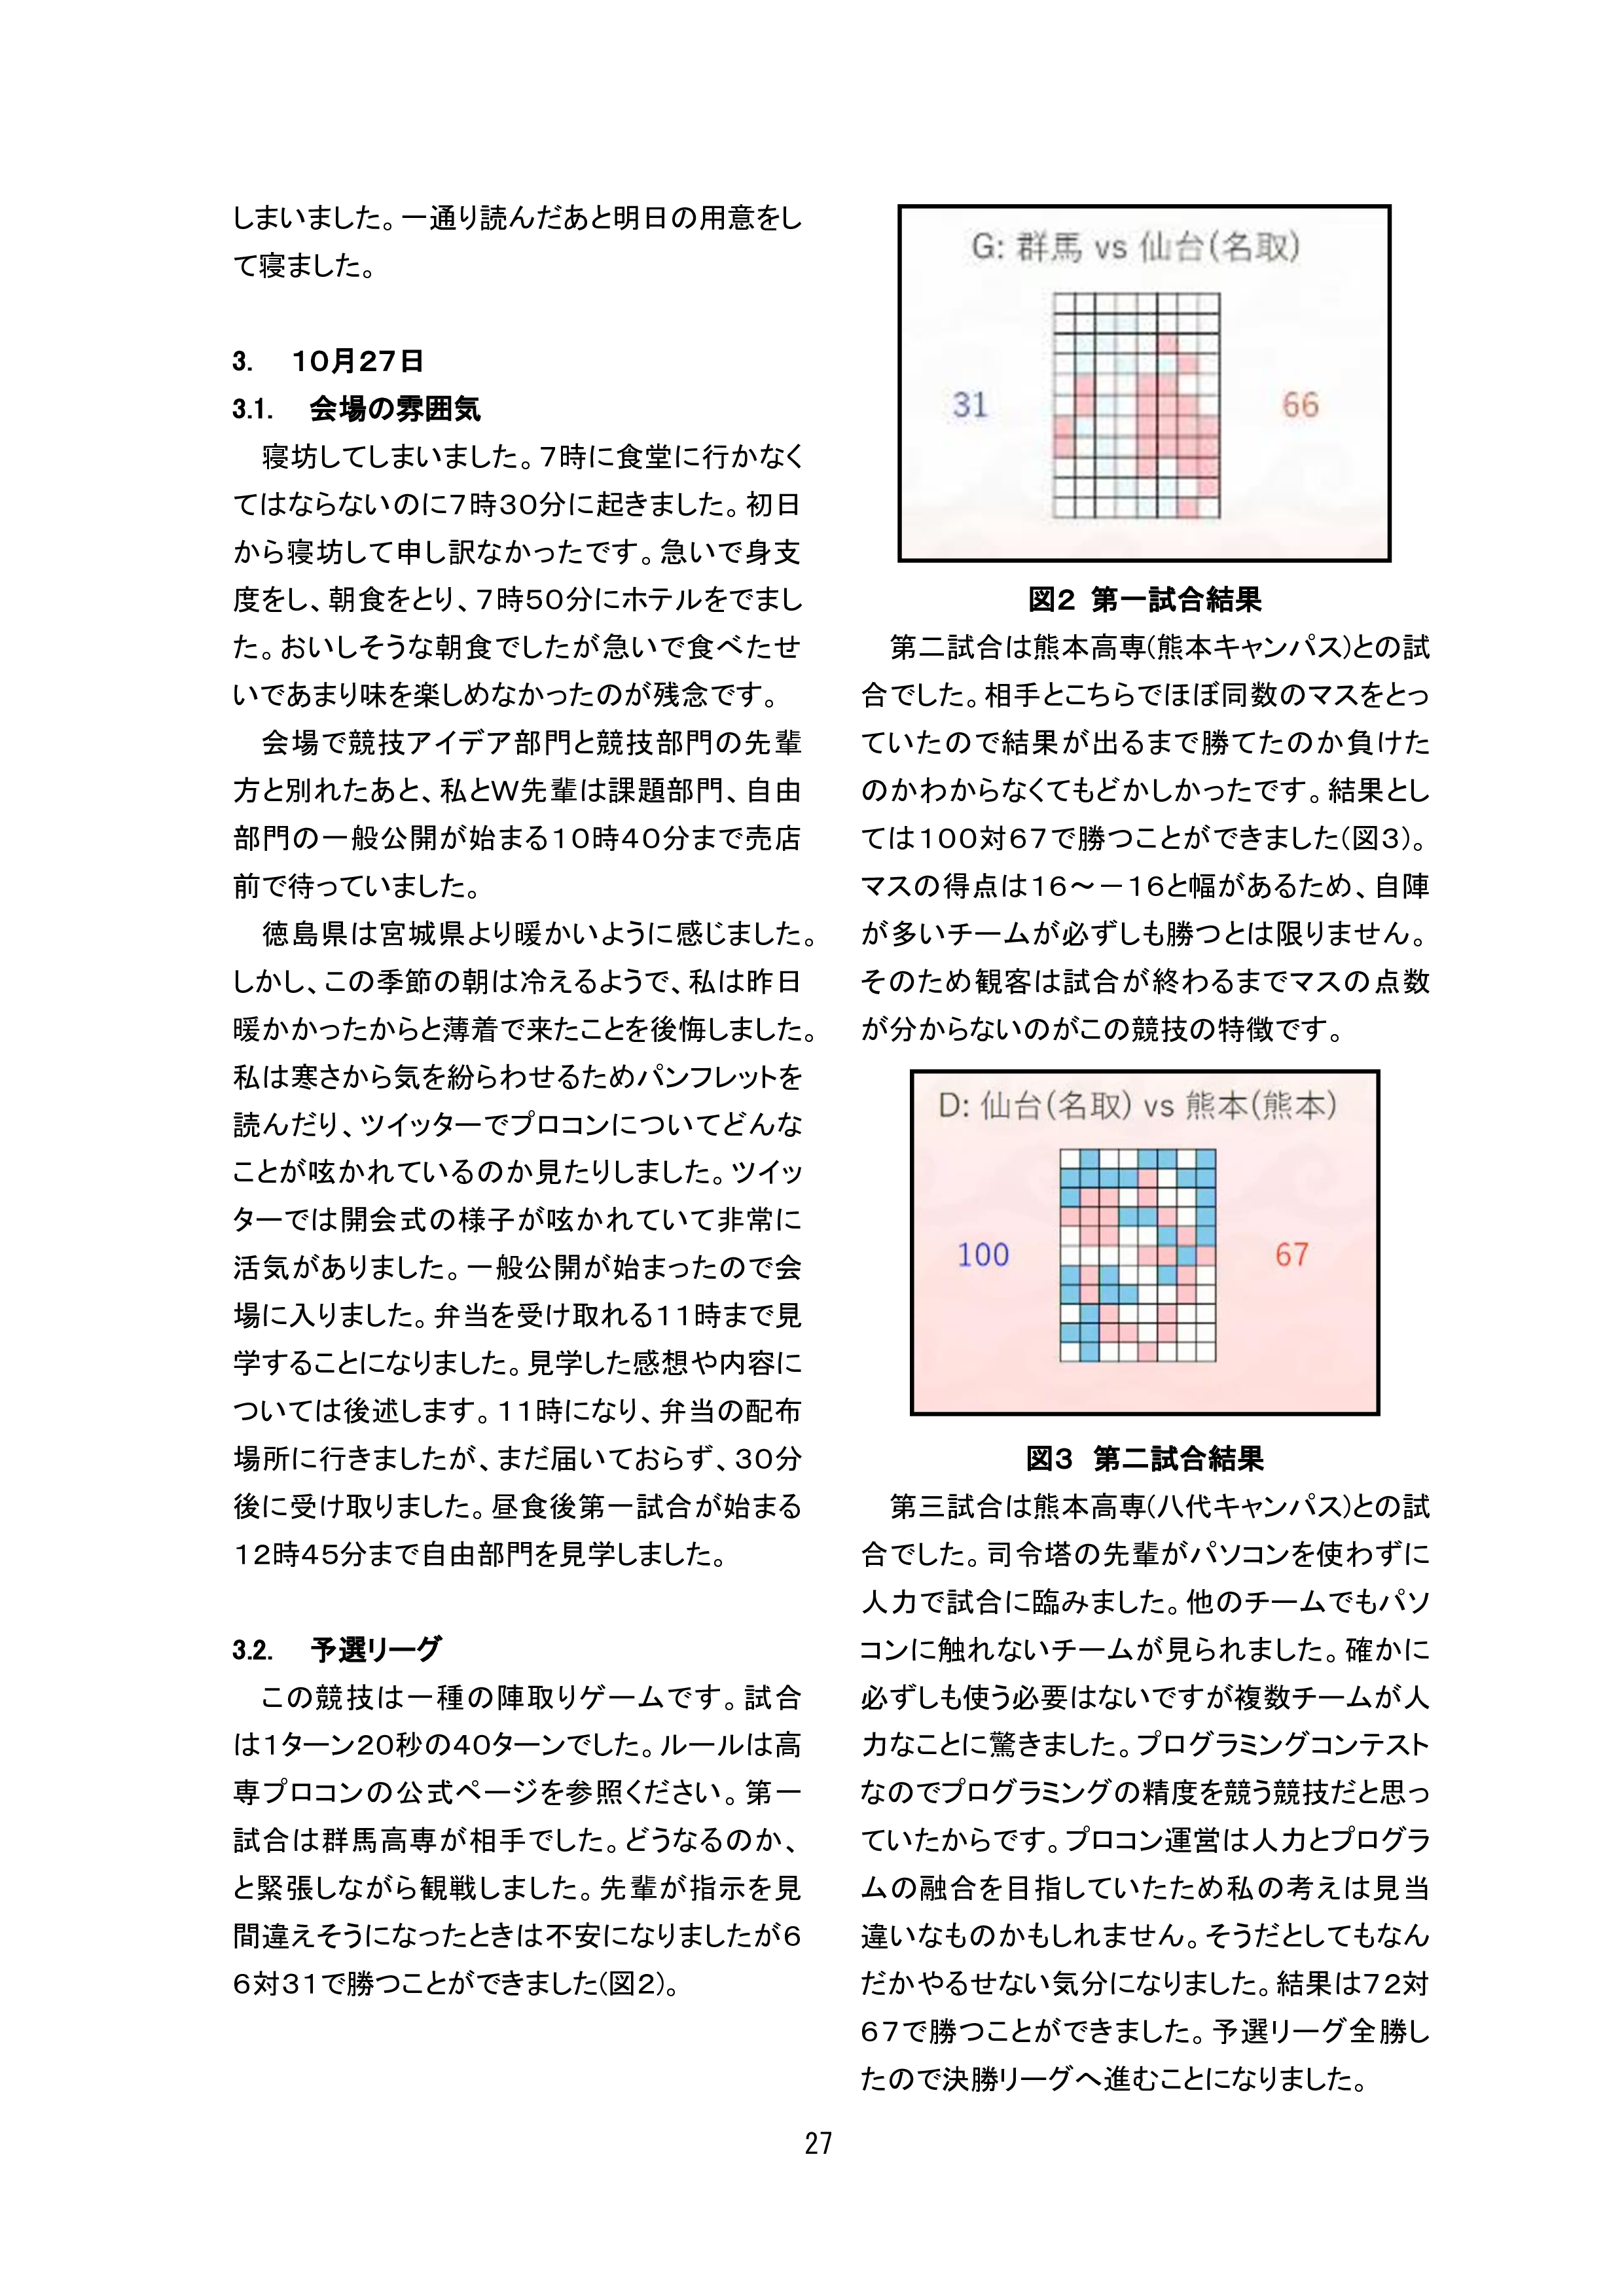 しまいました。一通り読んだあと明日の用意をし
て寝ました。
3. 10月27日
3.1. 会場の雰囲気
寝坊してしまいました。7時に食堂に行かなく
てはならないのに7時30分に起きました。初日
から寝坊して申し訳なかったです。急いで身支
度をし、朝食をとり、7時50分にホテルをでまし
た。おいしそうな朝食でしたが急いで食べたせ
いであまり味を楽しめなかったのが残念です。
会場で競技アイデア部門と競技部門の先輩
方と別れたあと、私とW先輩は課題部門、自由
部門の一般公開が始まる10時40分まで売店
前で待っていました。
徳島県は宮城県より暖かいように感じました。
しかし、この季節の朝は冷えるようで、私は昨日
暖かかったからと薄着で来たことを後悔しました。
私は寒さから気を紛らわせるためパンフレットを
読んだり、ツイッターでプロコンについてどんな
ことが呟かれているのか見たりしました。ツイッ
ターでは開会式の様子が呟かれていて非常に
活気がありました。一般公開が始まったので会
場に入りました。弁当を受け取れる11時まで見
学することになりました。見学した感想や内容に
ついては後述します。11時になり、弁当の配布
場所に行きましたが、まだ届いておらず、30分
後に受け取りました。昼食後第一試合が始まる
12時45分まで自由部門を見学しました。
3.2. 予選リーグ
この競技は一種の陣取りゲームです。試合
は1ターン20秒の40ターンでした。ルールは高
専プロコンの公式ページを参照ください。第一
試合は群馬高専が相手でした。どうなるのか、
と緊張しながら観戦しました。先輩が指示を見
間違えそうになったときは不安になりましたが6
6対31で勝つことができました(図2)。
G: 群馬 vs 仙台(名取)
31
66
図2 第一試合結果
第二試合は熊本高専(熊本キャンパス)との試
合でした。相手とこちらでほぼ同数のマスをとっ
ていたので結果が出るまで勝てたのか負けた
のかわからなくてもどかしかったです。結果とし
ては100対67で勝つことができました(図3)。
マスの得点は16～－16と幅があるため、自陣
が多いチームが必ずしも勝つとは限りません。
そのため観客は試合が終わるまでマスの点数
が分からないのがこの競技の特徴です。
D: 仙台(名取) vs 熊本(熊本)
100
67
図3 第二試合結果
第三試合は熊本高専(八代キャンパス)との試
合でした。司令塔の先輩がパソコンを使わずに
人力で試合に臨みました。他のチームでもパソ
コンに触れないチームが見られました。確かに
必ずしも使う必要はないですが複数チームが人
力なことに驚きました。プログラミングコンテスト
なのでプログラミングの精度を競う競技だと思っ
ていたからです。プロコン運営は人力とプログラ
ムの融合を目指していたため私の考えは見当
違いなものかもしれません。そうだとしてもなん
だかやるせない気分になりました。結果は72対
67で勝つことができました。予選リーグ全勝し
たので決勝リーグへ進むことになりました。
27